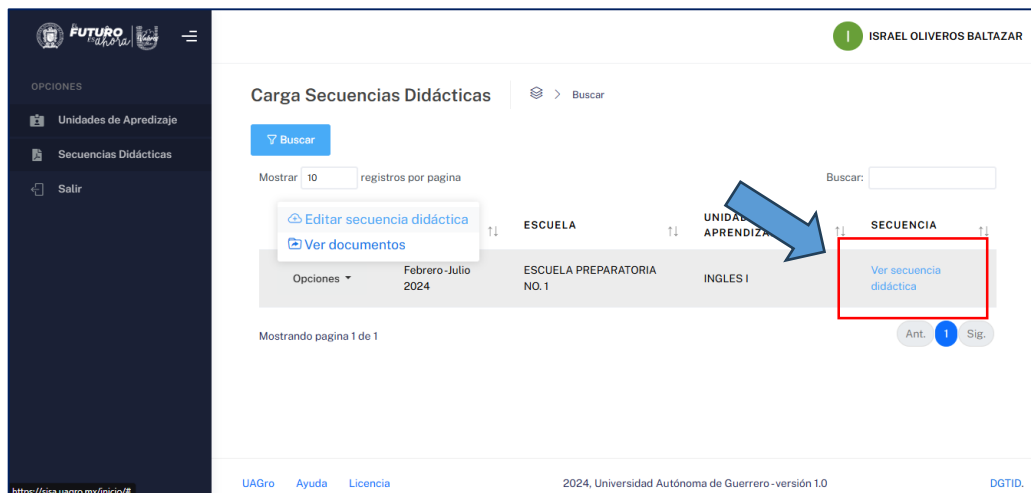 FUTURO
es ahora
ISRAEL OLIVEROS BALTAZAR
I
OPCIONES
Unidades de Apredizaje
Secuencias Didácticas
Salir
Carga Secuencias Didácticas
> Buscar
Buscar
Mostrar 10 registros por pagina
Buscar:
Editar secuencia didáctica
Ver documentos
ESCUELA
UNIDAD
APRENDIZ
SECUENCIA
Opciones
Febrero-Julio
2024
ESCUELA PREPARATORIA
NO. 1
INGLES I
Ver secuencia
didáctica
Mostrando pagina 1 de 1
Ant. 1 Sig.
UAGro Ayuda Licencia
2024, Universidad Autónoma de Guerrero - versión 1.0
DGTID.
https://sisa.uagro.mx/inicio/#